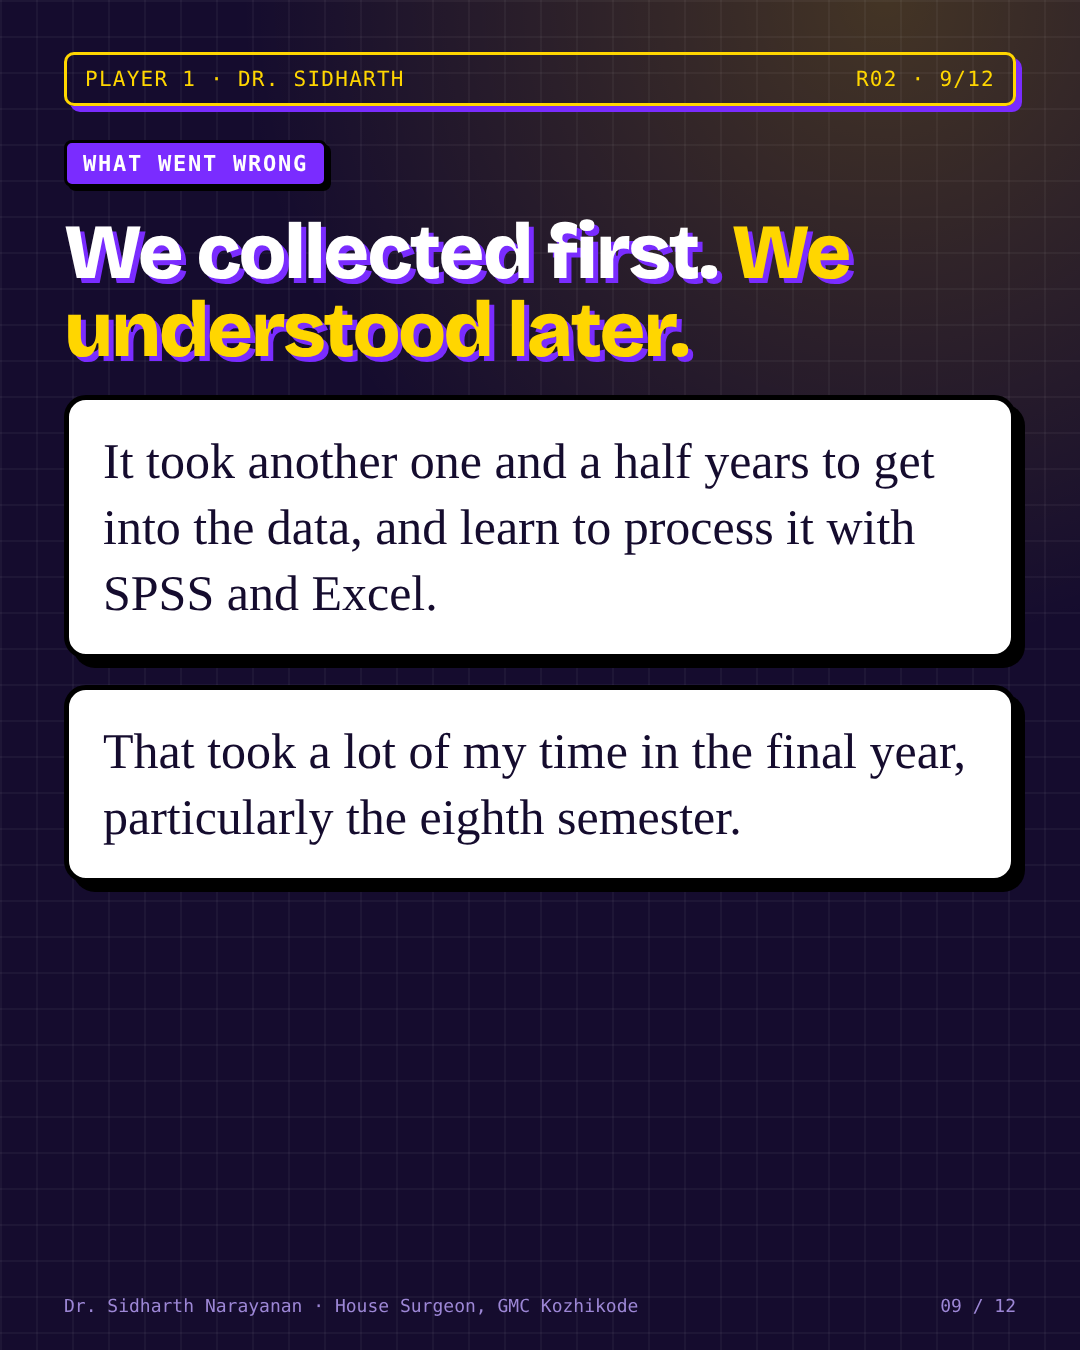 PLAYER 1 · DR. SIDHARTH R02 · 9/12
WHAT WENT WRONG
We collected first. We
understood later.
It took another one and a half years to get
into the data, and learn to process it with
SPSS and Excel.
That took a lot of my time in the final year,
particularly the eighth semester.
Dr. Sidharth Narayanan · House Surgeon, GMC Kozhikode 09 / 12